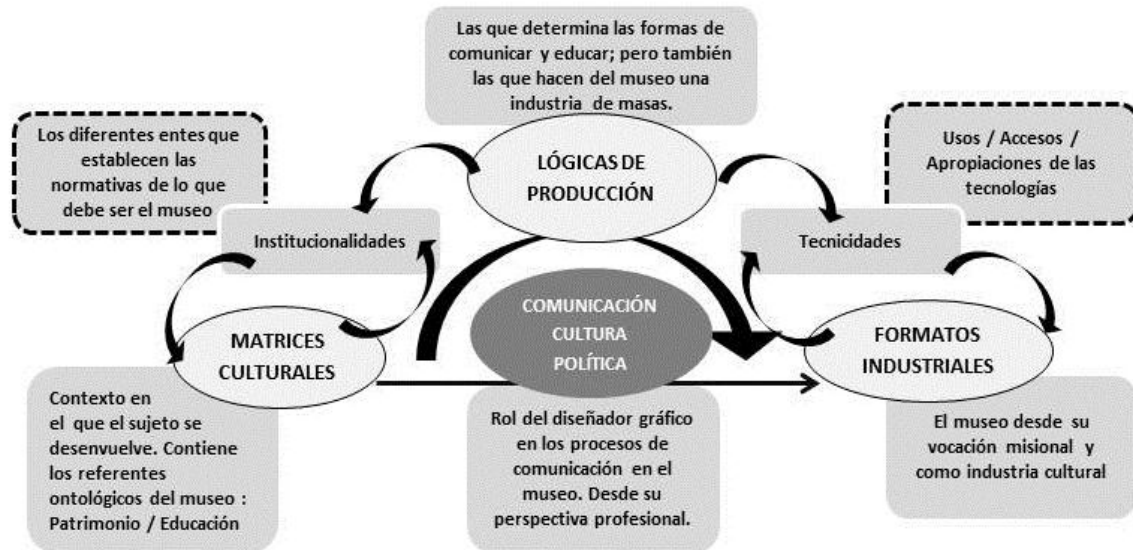 Las que determina las formas de
comunicar y educar; pero también
las que hacen del museo una
industria de masas.
Los diferentes entes que
establecen las
normativas de lo que
debe ser el museo
LÓGICAS DE
PRODUCCIÓN
Usos / Accesos /
Apropiaciones de las
tecnologías
Institucionalidades
Tecnicidades
COMUNICACIÓN
CULTURA
POLÍTICA
MATRICES
CULTURALES
FORMATOS
INDUSTRIALES
Contexto en
el que el sujeto se
desenvuelve. Contiene
los referentes
ontológicos del museo :
Patrimonio / Educación
Rol del diseñador gráfico
en los procesos de
comunicación en el
museo. Desde su
perspectiva profesional.
El museo desde su
vocación misional y
como industria cultural